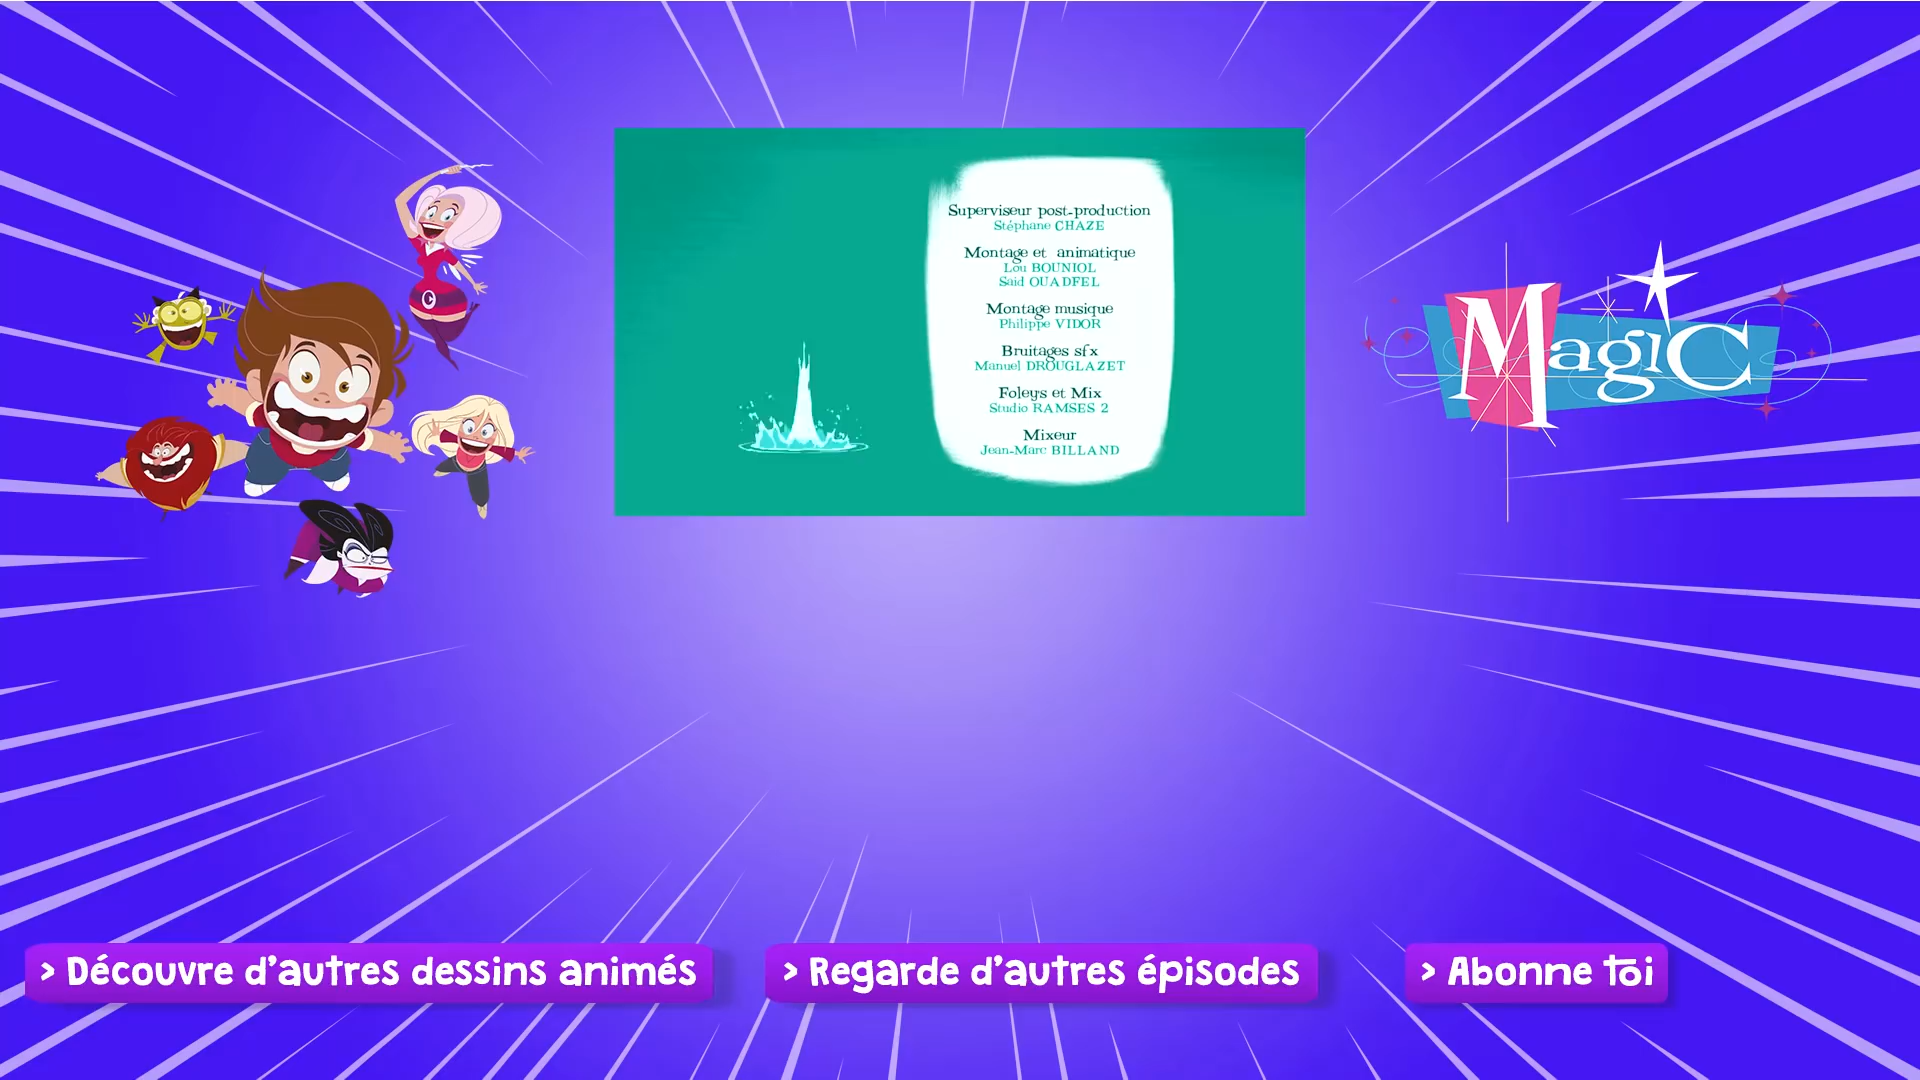 Superviseur post-production
Stéphane CHAZE
Montage et animatique
Lou BOUNIOL
Said OUADFEL
Montage musique
Philippe VIDOR
Bruitages sfx
Manuel DROUGLAZET
Foleys et Mix
Studio RAMSES 2
Mixeur
Jean-Marc BILLAND
MagiC
> Découvre d'autres dessins animés
> Regarde d'autres épisodes
> Abonne toi